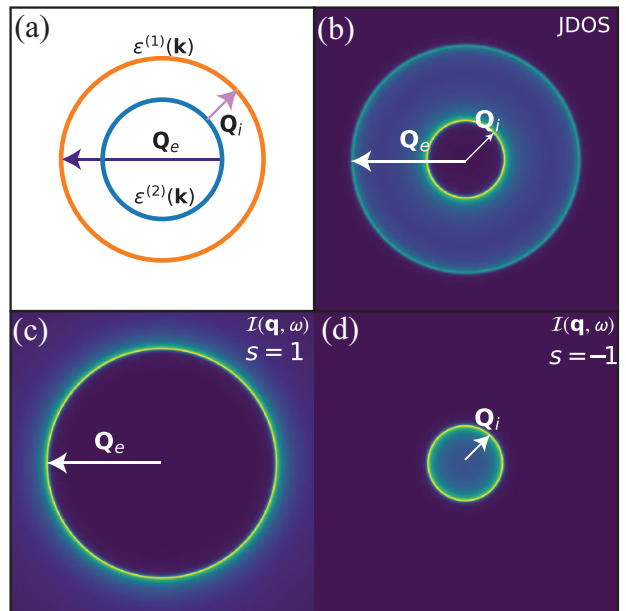 (a)
ε⁽¹⁾(k)
Qᵢ
Qₑ
ε⁽²⁾(k)
(b)
JDOS
Qᵢ
Qₑ
(c)
ℐ(q, ω)
s = 1
Qₑ
(d)
ℐ(q, ω)
s = −1
Qᵢ